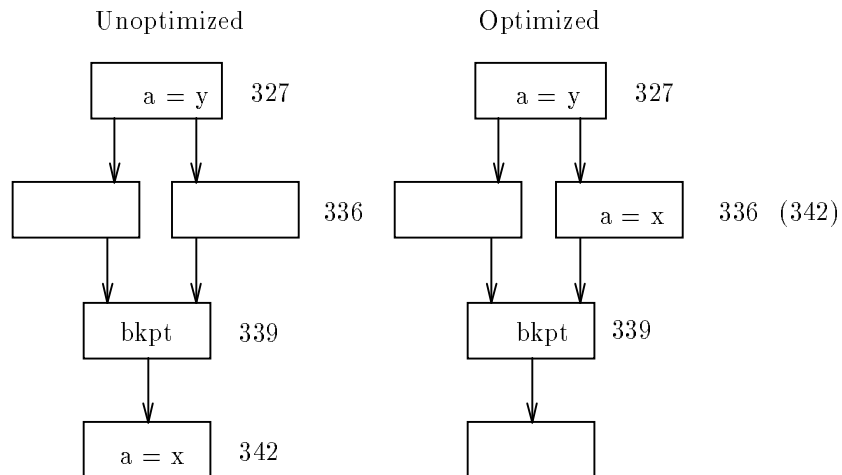 Unoptimized Optimized
a = y 327 a = y 327
336 a = x 336 (342)
bkpt 339 bkpt 339
a = x 342